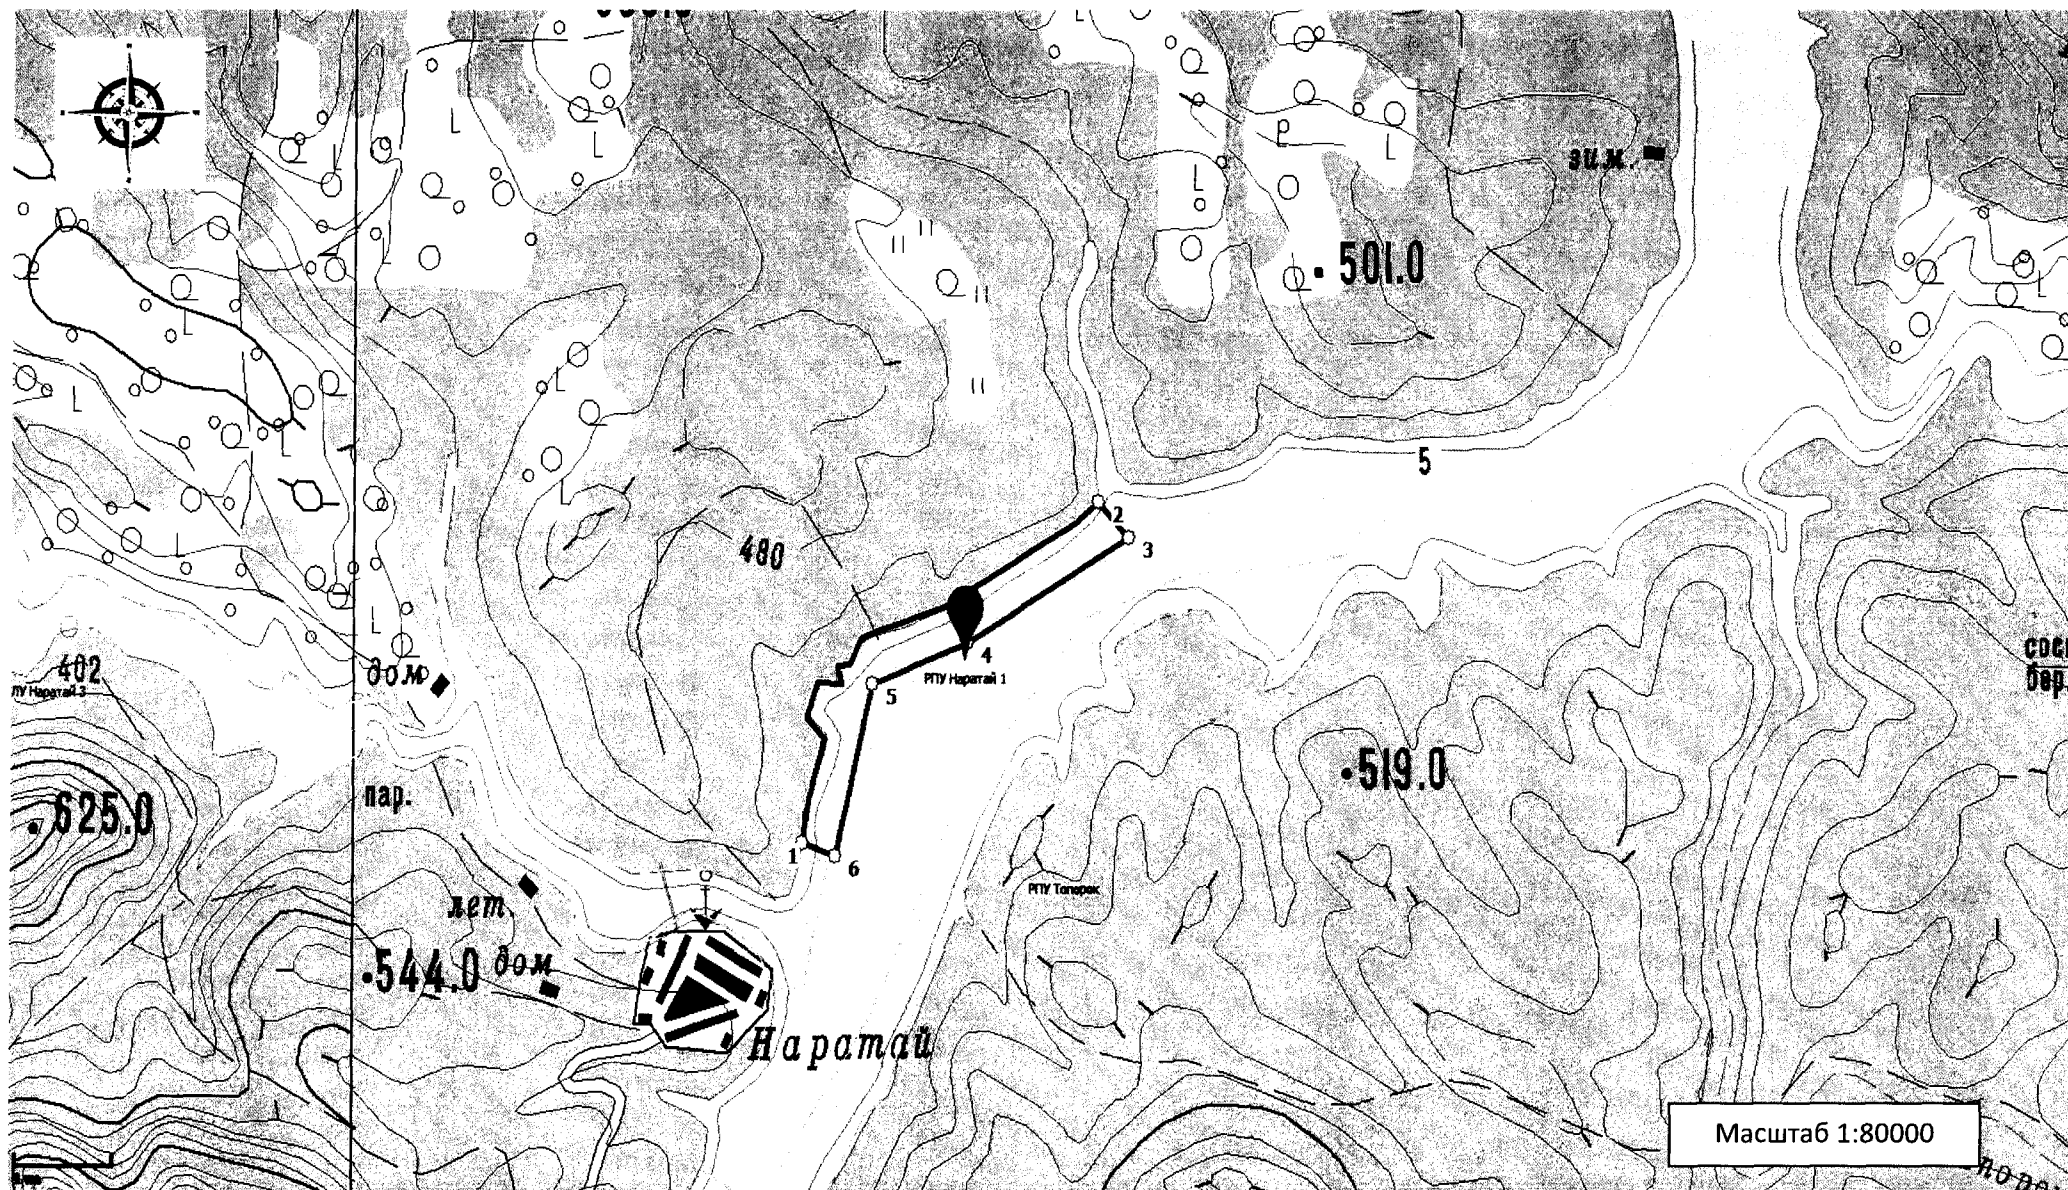 зим.
501.0
5
2
480
3
4
402
дом
РПУ Наратай 1
5
ЛУ Наратай 3
519.0
пар.
625.0
1
6
РПУ Топорок
лет.
544.0
дом
Наратай
Масштаб 1:80000